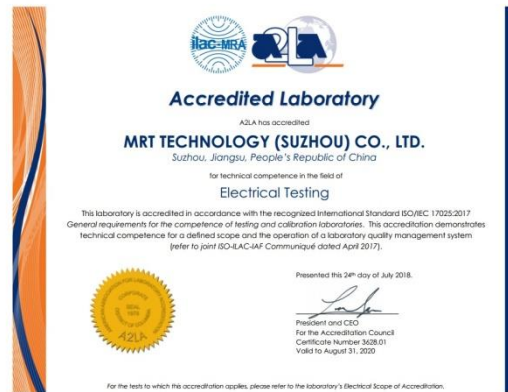 ilac-MRA
A2LA
Accredited Laboratory
A2LA has accredited
MRT TECHNOLOGY (SUZHOU) CO., LTD.
Suzhou, Jiangsu, People's Republic of China
for technical competence in the field of
Electrical Testing
This laboratory is accredited in accordance with the recognized International Standard ISO/IEC 17025:2017
General requirements for the competence of testing and calibration laboratories. This accreditation demonstrates
technical competence for a defined scope and the operation of a laboratory quality management system
(refer to joint ISO-ILAC-IAF Communiqué dated April 2017).
CORPORATE
SEAL
1978
A2LA
Presented this 24th day of July 2018.
President and CEO
For the Accreditation Council
Certificate Number 3628.01
Valid to August 31, 2020
For the tests to which this accreditation applies, please refer to the laboratory's Electrical Scope of Accreditation.